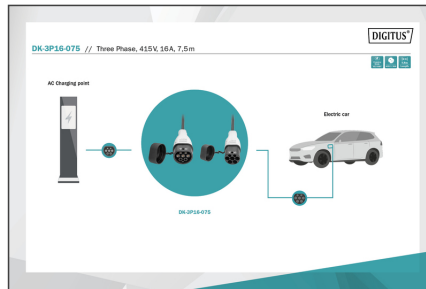 DIGITUS®
DK-3P16-075 // Three Phase, 415V, 16A, 7,5m
AC Charging point
Electric car
DK-3P16-075